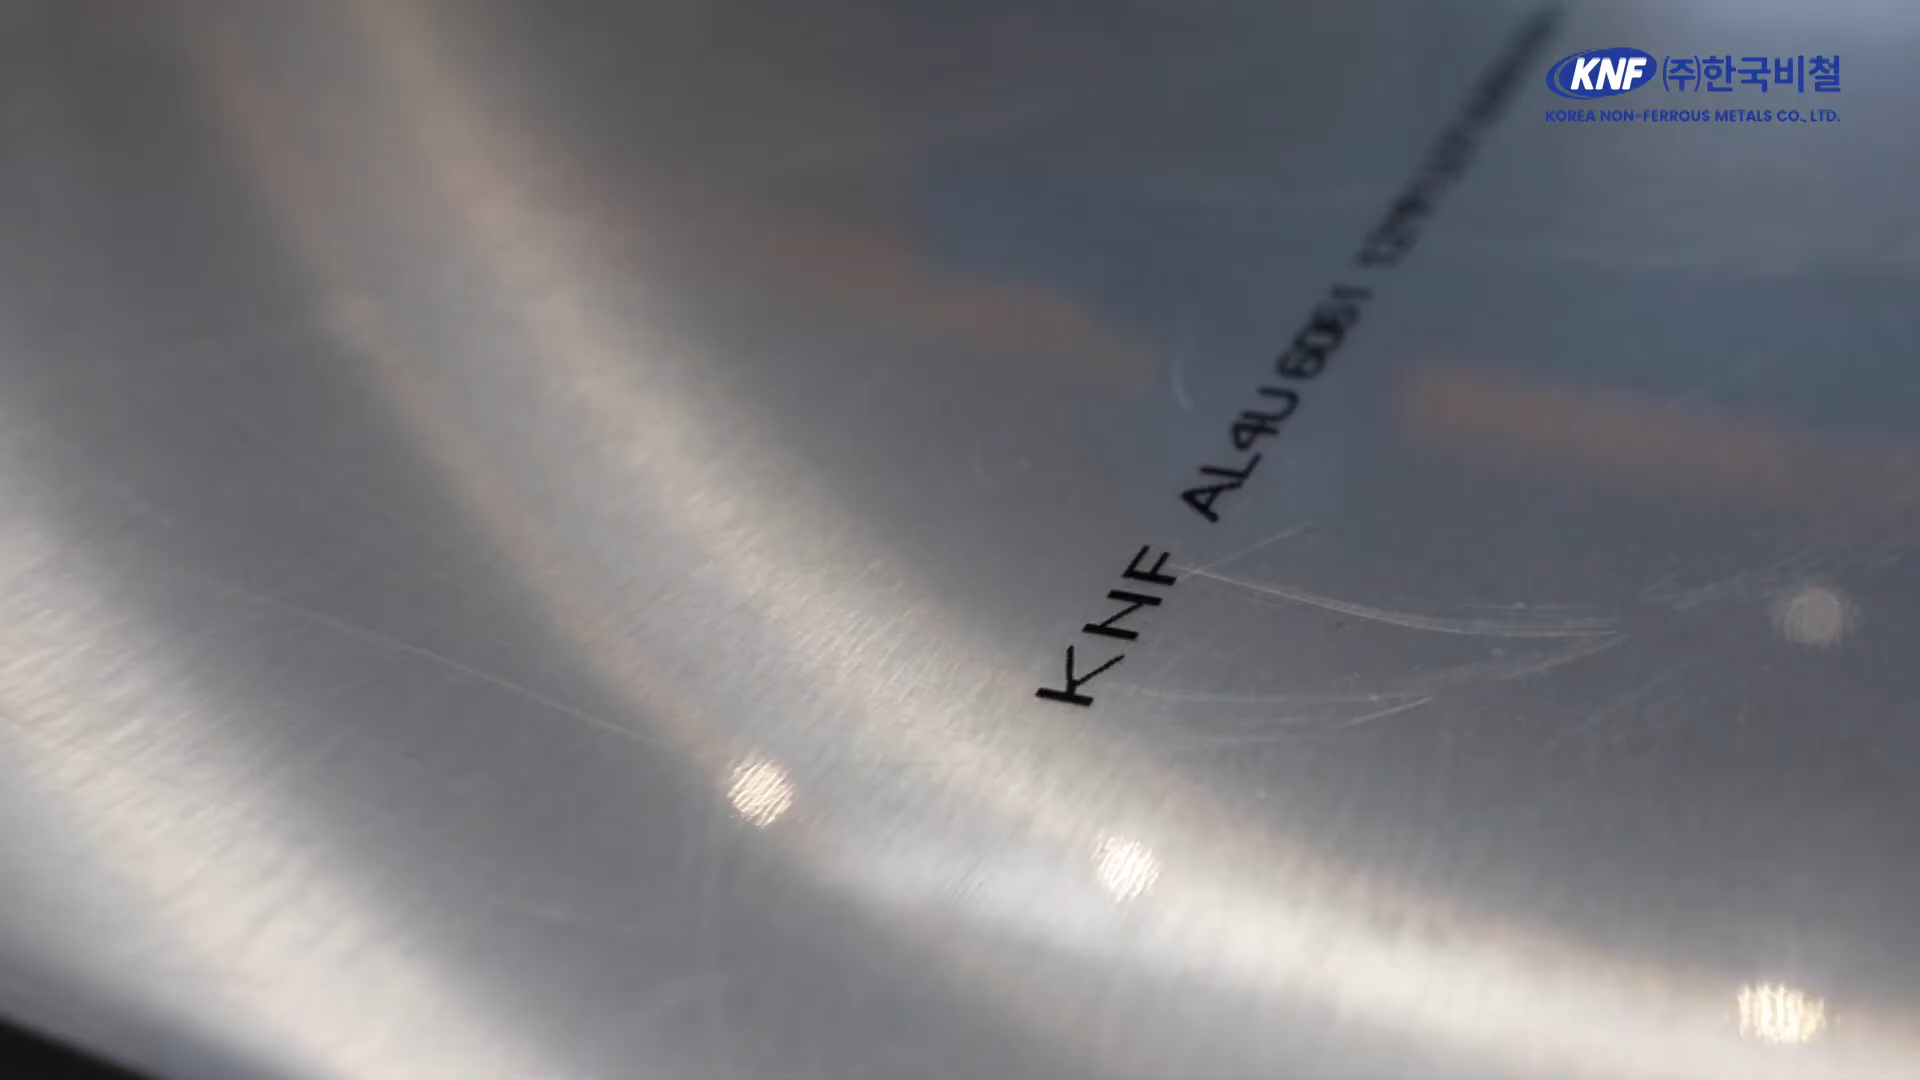 KNF (주)한국비철
KOREA NON-FERROUS METALS CO., LTD.
KNF AL4U 6061